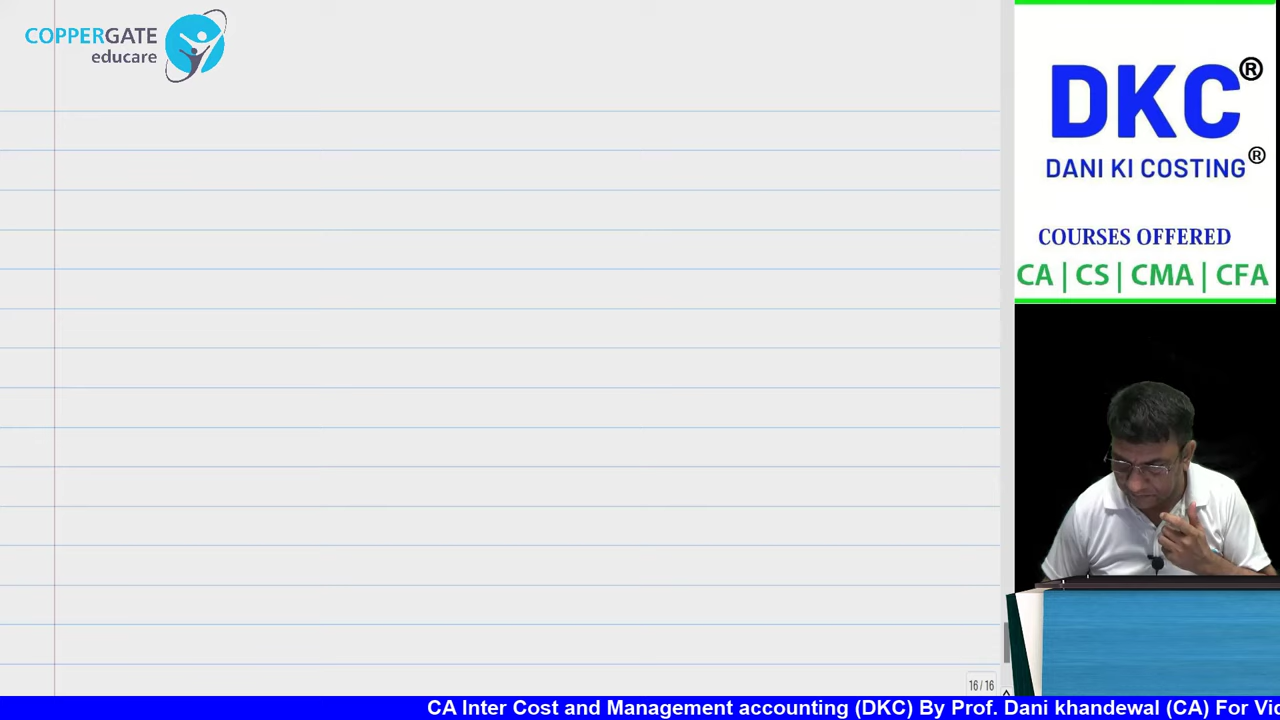 COPPERGATE
educare
DKC®
DANI KI COSTING®
COURSES OFFERED
CA | CS | CMA | CFA
16 / 16
CA Inter Cost and Management accounting (DKC) By Prof. Dani khandewal (CA) For Vic